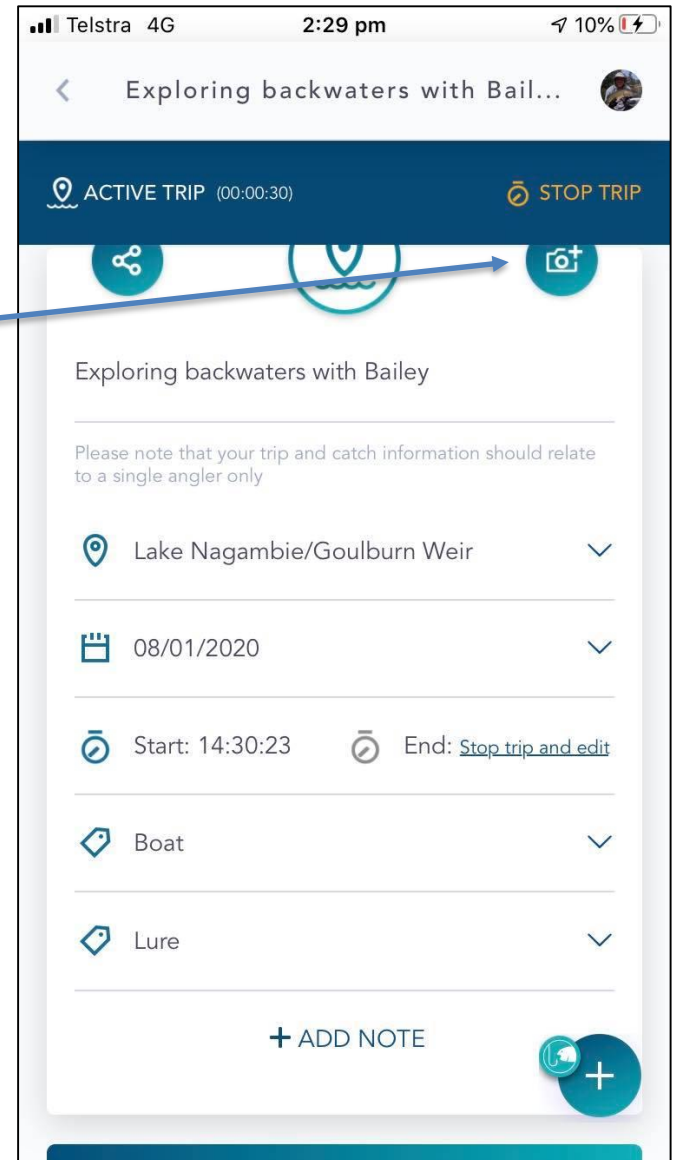 Telstra 4G 2:29 pm 10%
Exploring backwaters with Bail...
ACTIVE TRIP (00:00:30) STOP TRIP
Exploring backwaters with Bailey
Please note that your trip and catch information should relate
to a single angler only
Lake Nagambie/Goulburn Weir
08/01/2020
Start: 14:30:23 End: Stop trip and edit
Boat
Lure
+ ADD NOTE